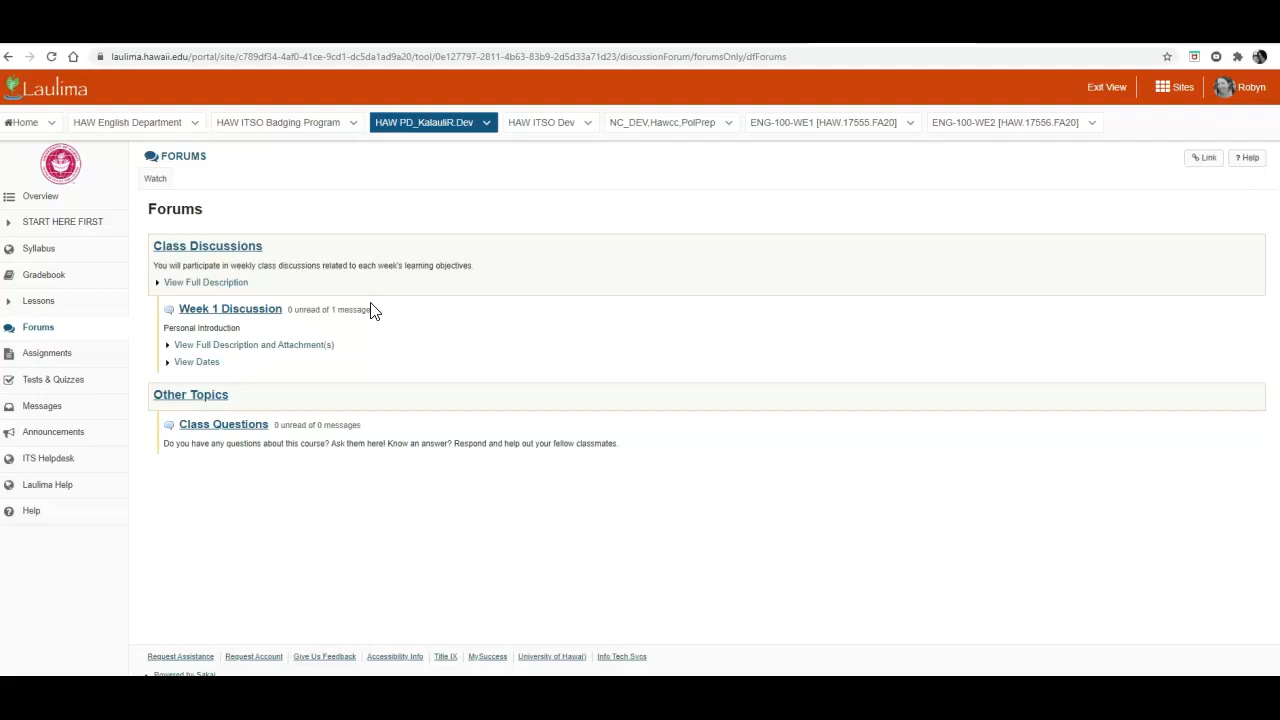 laulima.hawaii.edu/portal/site/c789df34-4af0-41ce-9cd1-dc5da1ad9a20/tool/0e127797-2811-4b63-83b9-2d5d33a71d23/discussionForum/forumsOnly/dfForums
Laulima Exit View Sites Robyn
Home HAW English Department HAW ITSO Badging Program HAW PD_KalauliR.Dev HAW ITSO Dev NC_DEV,Hawcc,PolPrep ENG-100-WE1 [HAW.17555.FA20] ENG-100-WE2 [HAW.17556.FA20]
FORUMS Link ? Help
Watch
Overview
START HERE FIRST
Syllabus
Gradebook
Lessons
Forums
Assignments
Tests & Quizzes
Messages
Announcements
ITS Helpdesk
Laulima Help
Help
Forums
Class Discussions
You will participate in weekly class discussions related to each week's learning objectives.
View Full Description
Week 1 Discussion 0 unread of 1 message
Personal Introduction
View Full Description and Attachment(s)
View Dates
Other Topics
Class Questions 0 unread of 0 messages
Do you have any questions about this course? Ask them here! Know an answer? Respond and help out your fellow classmates.
Request Assistance Request Account Give Us Feedback Accessibility Info Title IX MySuccess University of Hawai'i Info Tech Svcs
Powered by Sakai